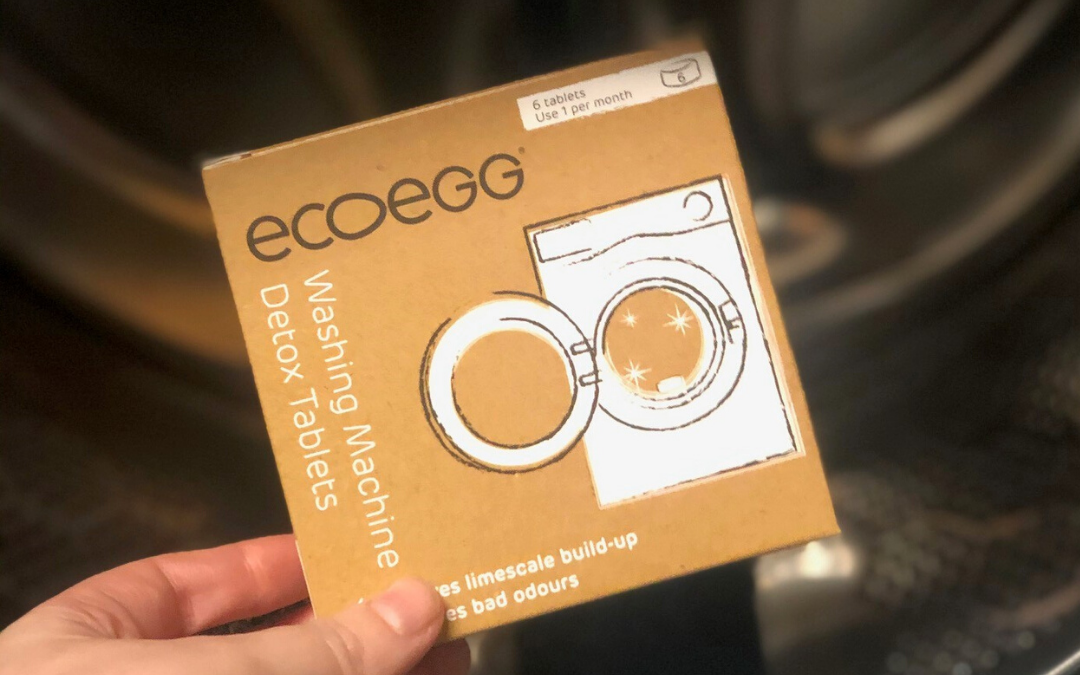 6 tablets
Use 1 per month
6
ecoegg
Washing Machine
Detox Tablets
limescale build-up
bad odours